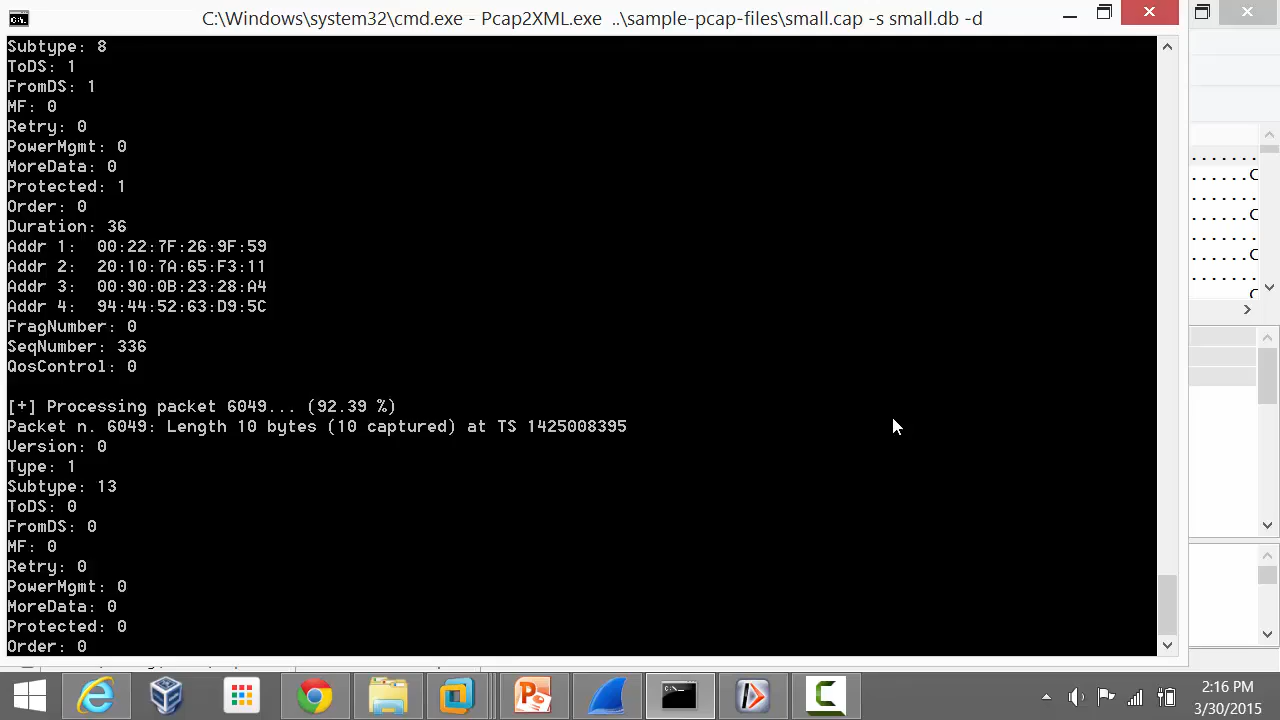 C:\Windows\system32\cmd.exe - Pcap2XML.exe ..\sample-pcap-files\small.cap -s small.db -d
Subtype: 8
ToDS: 1
FromDS: 1
MF: 0
Retry: 0
PowerMgmt: 0
MoreData: 0
Protected: 1
Order: 0
Duration: 36
Addr 1: 00:22:7F:26:9F:59
Addr 2: 20:10:7A:65:F3:11
Addr 3: 00:90:0B:23:28:A4
Addr 4: 94:44:52:63:D9:5C
FragNumber: 0
SeqNumber: 336
QosControl: 0
[+] Processing packet 6049... (92.39 %)
Packet n. 6049: Length 10 bytes (10 captured) at TS 1425008395
Version: 0
Type: 1
Subtype: 13
ToDS: 0
FromDS: 0
MF: 0
Retry: 0
PowerMgmt: 0
MoreData: 0
Protected: 0
Order: 0
.......
......C
.......
......C
.......
......C
.......
C
2:16 PM
3/30/2015